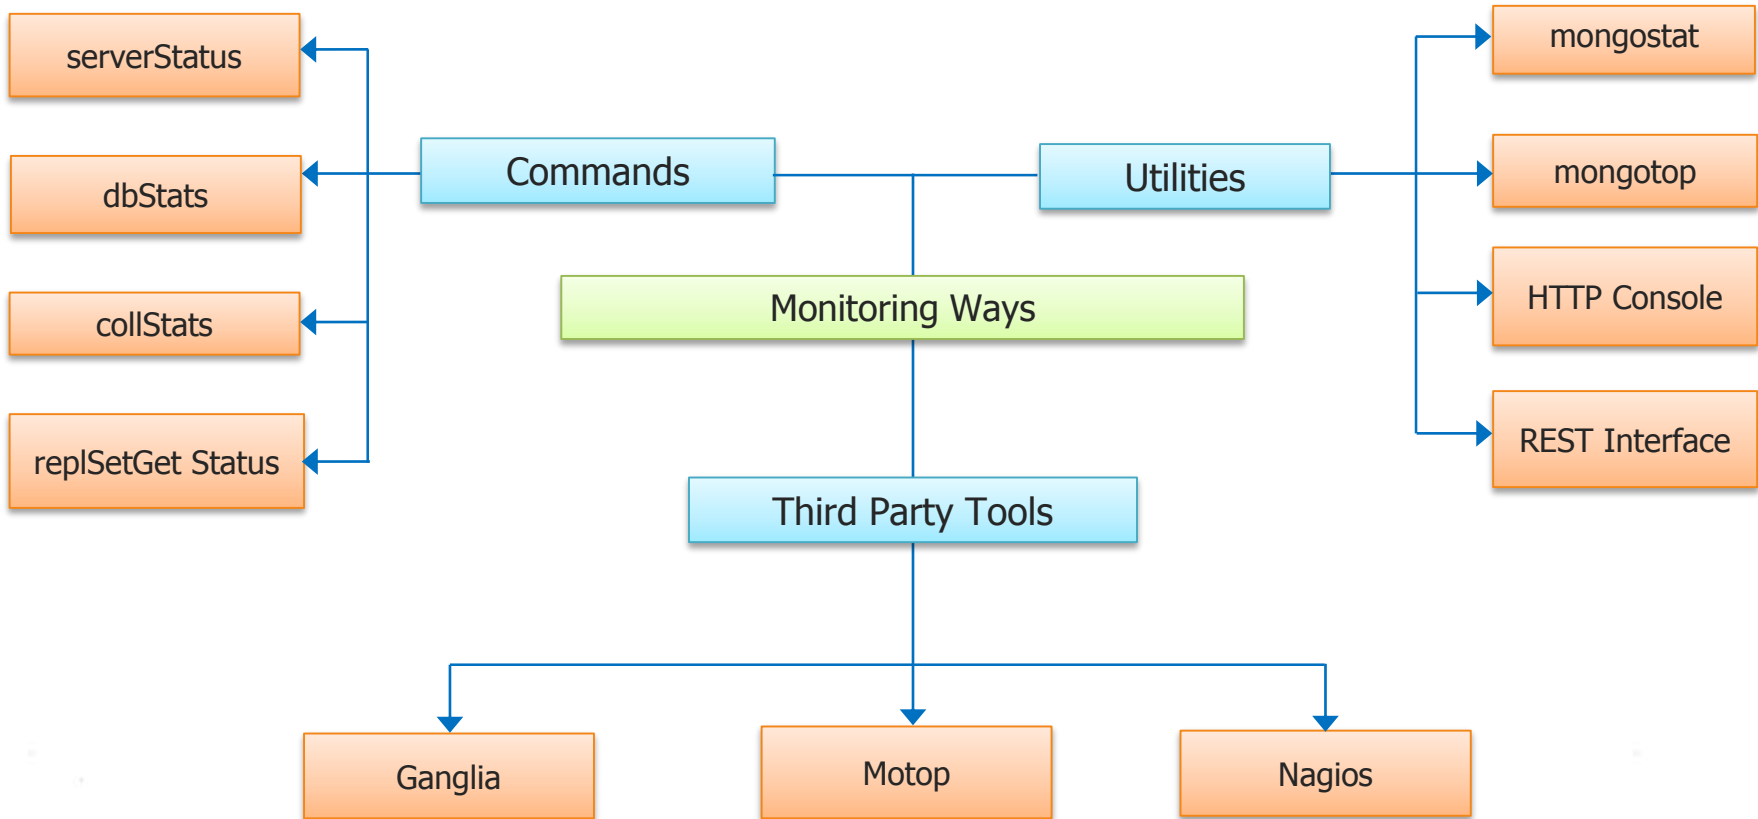 serverStatus
dbStats
collStats
replSetGet Status
Commands
Utilities
mongostat
mongotop
HTTP Console
REST Interface
Monitoring Ways
Third Party Tools
Ganglia
Motop
Nagios